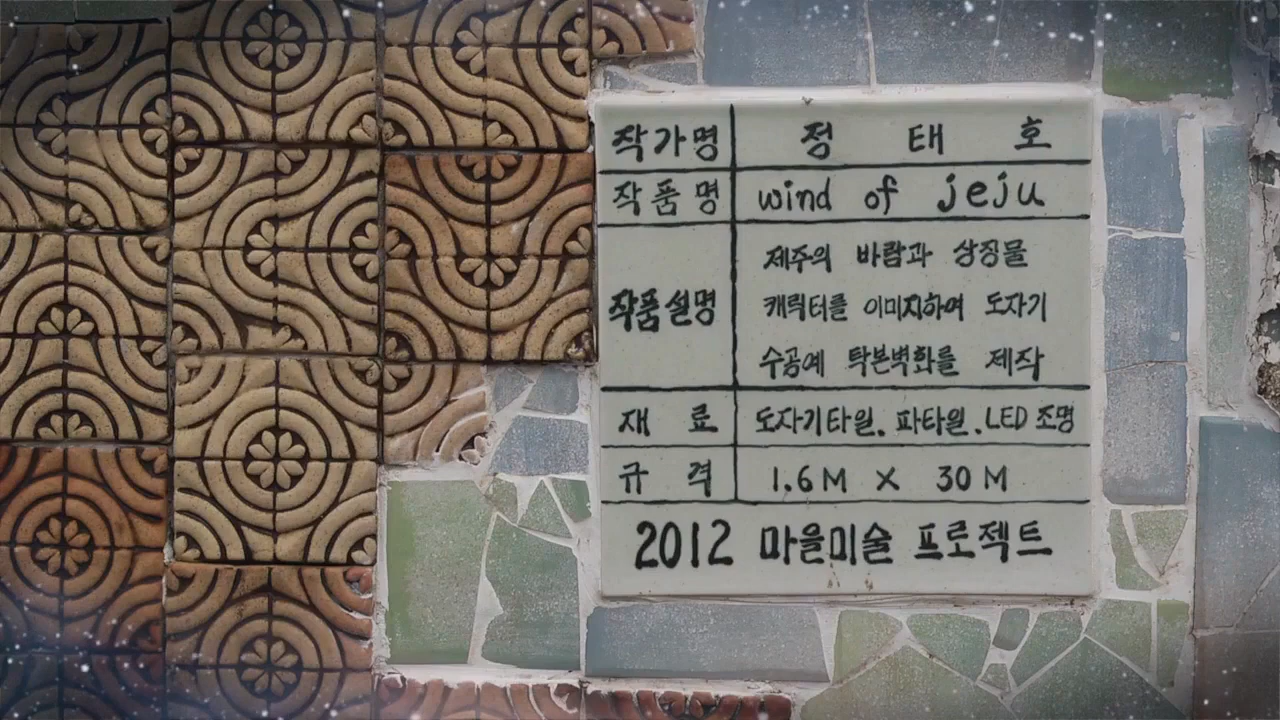 작가명 정 태 호
작품명 wind of jeju
작품설명 제주의 바람과 상징물
캐릭터를 이미지하여 도자기
수공예 탁본벽화를 제작
재 료 도자기타일. 파타일. LED 조명
규 격 1.6M X 30M
2012 마을미술 프로젝트